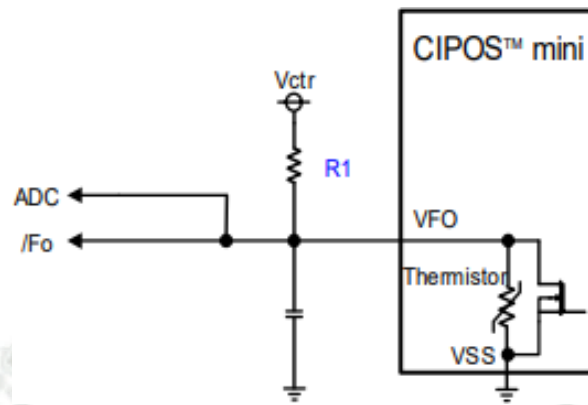 CIPOS™ mini
Vctr
R1
ADC
VFO
/Fo
Thermistor
VSS